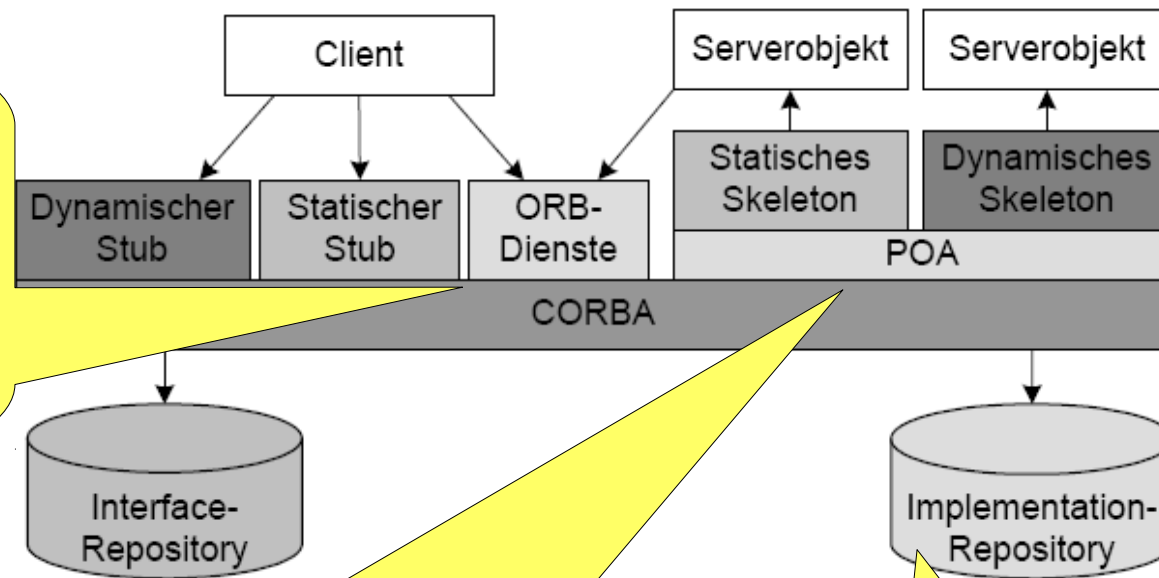 Client
Serverobjekt
Serverobjekt
Statisches
Skeleton
Dynamisches
Skeleton
Dynamischer
Stub
Statischer
Stub
ORB-
Dienste
POA
CORBA
Interface-
Repository
Implementation-
Repository